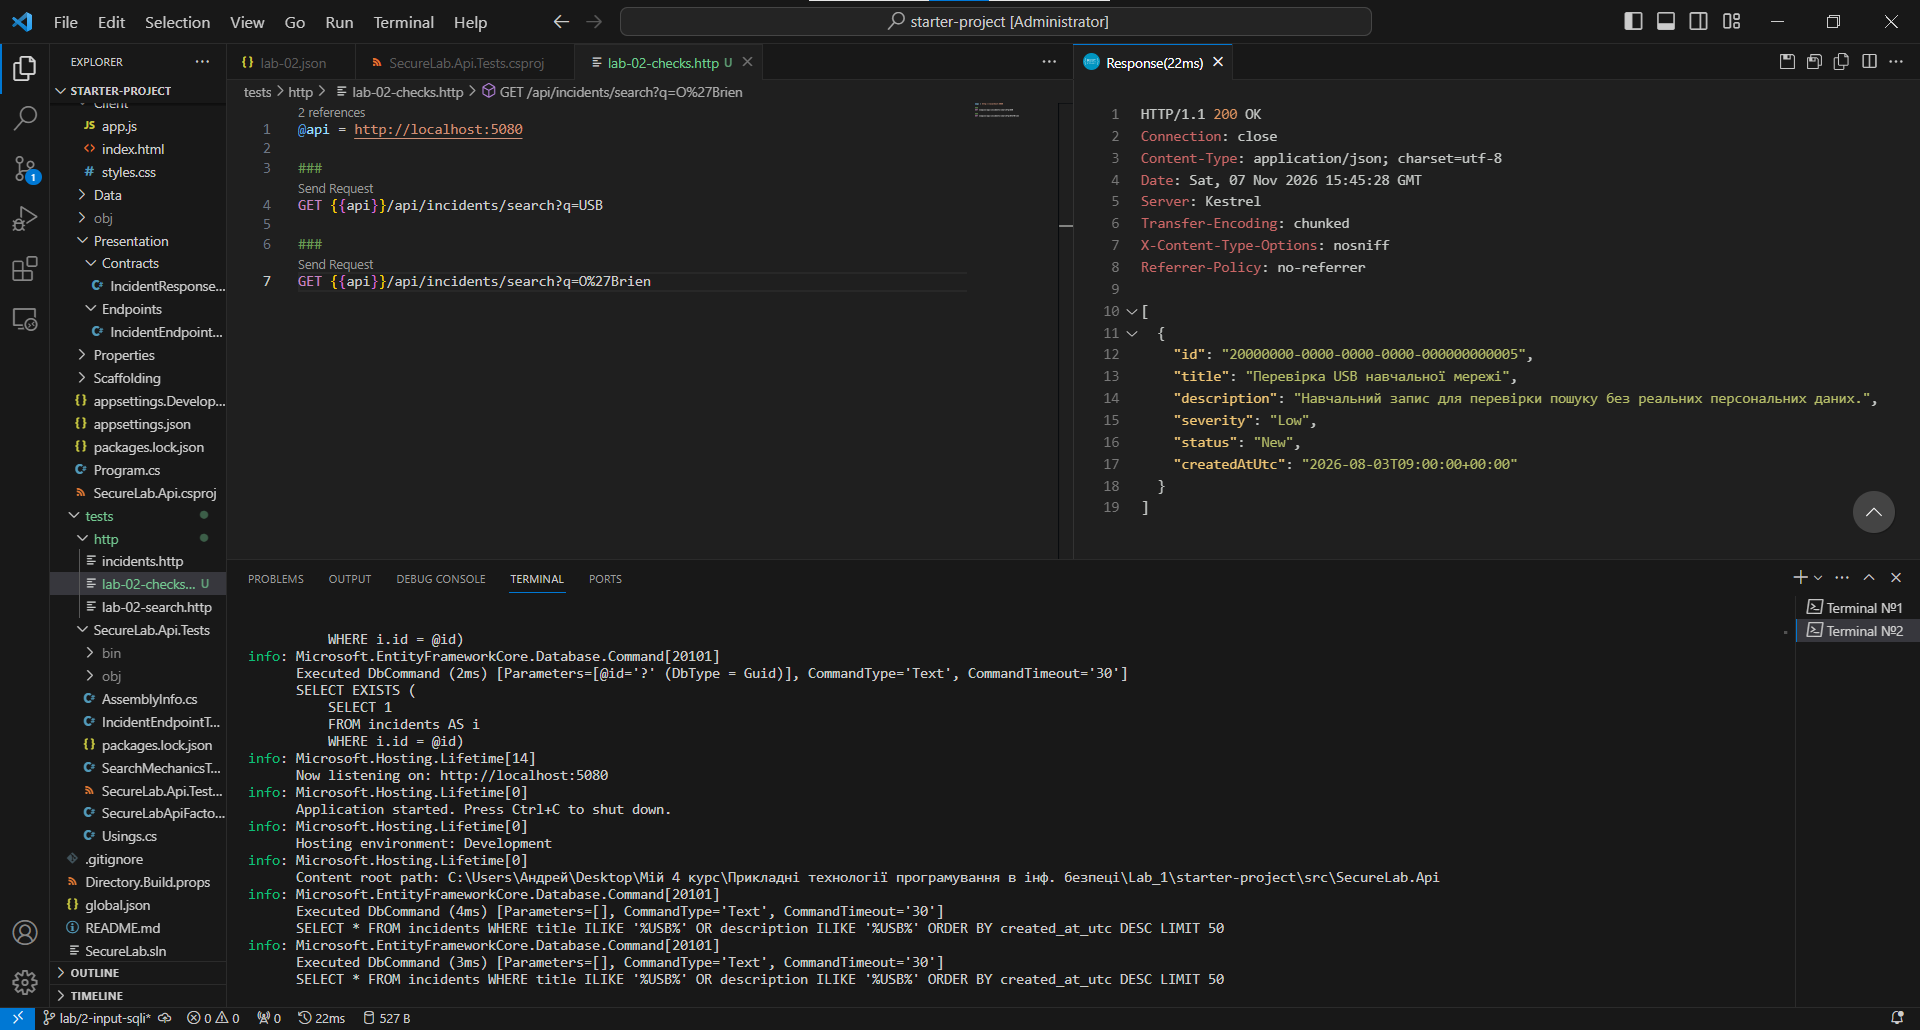 File Edit Selection View Go Run Terminal Help
starter-project [Administrator]
EXPLORER
STARTER-PROJECT
Client
app.js
index.html
styles.css
Data
obj
Presentation
Contracts
IncidentResponse...
Endpoints
IncidentEndpoint...
Properties
Scaffolding
appsettings.Develop...
appsettings.json
packages.lock.json
Program.cs
SecureLab.Api.csproj
tests
http
incidents.http
lab-02-checks... U
lab-02-search.http
SecureLab.Api.Tests
bin
obj
AssemblyInfo.cs
IncidentEndpointT...
packages.lock.json
SearchMechanicsT...
SecureLab.Api.Test...
SecureLabApiFacto...
Usings.cs
.gitignore
Directory.Build.props
global.json
README.md
SecureLab.sln
OUTLINE
TIMELINE
lab-02.json
SecureLab.Api.Tests.csproj
lab-02-checks.http U
tests > http > lab-02-checks.http > GET /api/incidents/search?q=O%27Brien
2 references
1 @api = http://localhost:5080
2
3 ###
Send Request
4 GET {{api}}/api/incidents/search?q=USB
5
6 ###
Send Request
7 GET {{api}}/api/incidents/search?q=O%27Brien
Response(22ms)
1 HTTP/1.1 200 OK
2 Connection: close
3 Content-Type: application/json; charset=utf-8
4 Date: Sat, 07 Nov 2026 15:45:28 GMT
5 Server: Kestrel
6 Transfer-Encoding: chunked
7 X-Content-Type-Options: nosniff
8 Referrer-Policy: no-referrer
9
10 [
11 {
12 "id": "20000000-0000-0000-0000-000000000005",
13 "title": "Перевірка USB навчальної мережі",
14 "description": "Навчальний запис для перевірки пошуку без реальних персональних даних.",
15 "severity": "Low",
16 "status": "New",
17 "createdAtUtc": "2026-08-03T09:00:00+00:00"
18 }
19 ]
PROBLEMS OUTPUT DEBUG CONSOLE TERMINAL PORTS
Terminal №1
Terminal №2
WHERE i.id = @id)
info: Microsoft.EntityFrameworkCore.Database.Command[20101]
Executed DbCommand (2ms) [Parameters=[@id='?' (DbType = Guid)], CommandType='Text', CommandTimeout='30']
SELECT EXISTS (
SELECT 1
FROM incidents AS i
WHERE i.id = @id)
info: Microsoft.Hosting.Lifetime[14]
Now listening on: http://localhost:5080
info: Microsoft.Hosting.Lifetime[0]
Application started. Press Ctrl+C to shut down.
info: Microsoft.Hosting.Lifetime[0]
Hosting environment: Development
info: Microsoft.Hosting.Lifetime[0]
Content root path: C:\Users\Андрей\Desktop\Мій 4 курс\Прикладні технології програмування в інф. безпеці\Lab_1\starter-project\src\SecureLab.Api
info: Microsoft.EntityFrameworkCore.Database.Command[20101]
Executed DbCommand (4ms) [Parameters=[], CommandType='Text', CommandTimeout='30']
SELECT * FROM incidents WHERE title ILIKE '%USB%' OR description ILIKE '%USB%' ORDER BY created_at_utc DESC LIMIT 50
info: Microsoft.EntityFrameworkCore.Database.Command[20101]
Executed DbCommand (3ms) [Parameters=[], CommandType='Text', CommandTimeout='30']
SELECT * FROM incidents WHERE title ILIKE '%USB%' OR description ILIKE '%USB%' ORDER BY created_at_utc DESC LIMIT 50
1
lab/2-input-sqli* 0 0 0 22ms 527 B